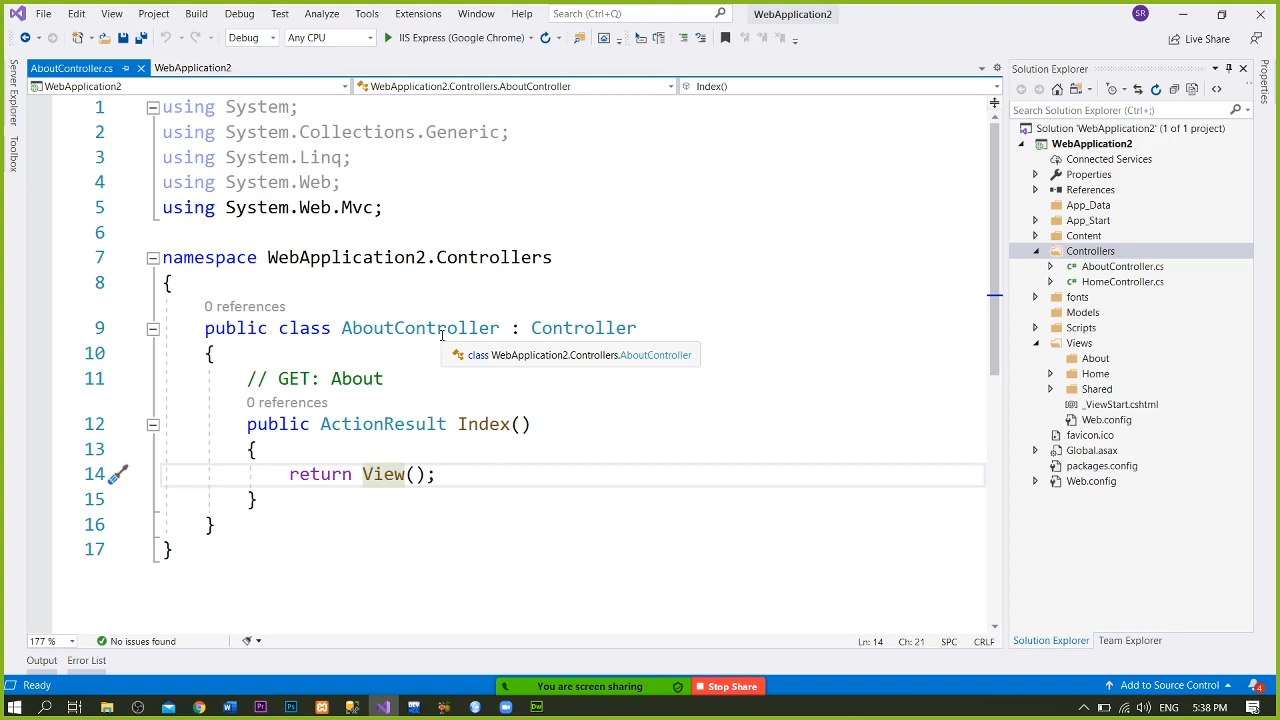 File Edit View Project Build Debug Test Analyze Tools Extensions Window Help Search (Ctrl+Q) WebApplication2 SR
Debug Any CPU IIS Express (Google Chrome) Live Share
Server Explorer
Toolbox
AboutController.cs WebApplication2
WebApplication2 WebApplication2.Controllers.AboutController Index()
1 using System;
2 using System.Collections.Generic;
3 using System.Linq;
4 using System.Web;
5 using System.Web.Mvc;
6
7 namespace WebApplication2.Controllers
8 {
0 references
9 public class AboutController : Controller
class WebApplication2.Controllers.AboutController
10 {
11 // GET: About
0 references
12 public ActionResult Index()
13 {
14 return View();
15 }
16 }
17 }
177 % No issues found Ln: 14 Ch: 21 SPC CRLF
Output Error List
Solution Explorer
Search Solution Explorer (Ctrl+;)
Solution 'WebApplication2' (1 of 1 project)
WebApplication2
Connected Services
Properties
References
App_Data
App_Start
Content
Controllers
C# AboutController.cs
C# HomeController.cs
fonts
Models
Scripts
Views
About
Home
Shared
_ViewStart.cshtml
Web.config
favicon.ico
Global.asax
packages.config
Web.config
Solution Explorer Team Explorer
Properties
Ready You are screen sharing Stop Share Add to Source Control 4
W Pr Ps Dw ENG 5:38 PM